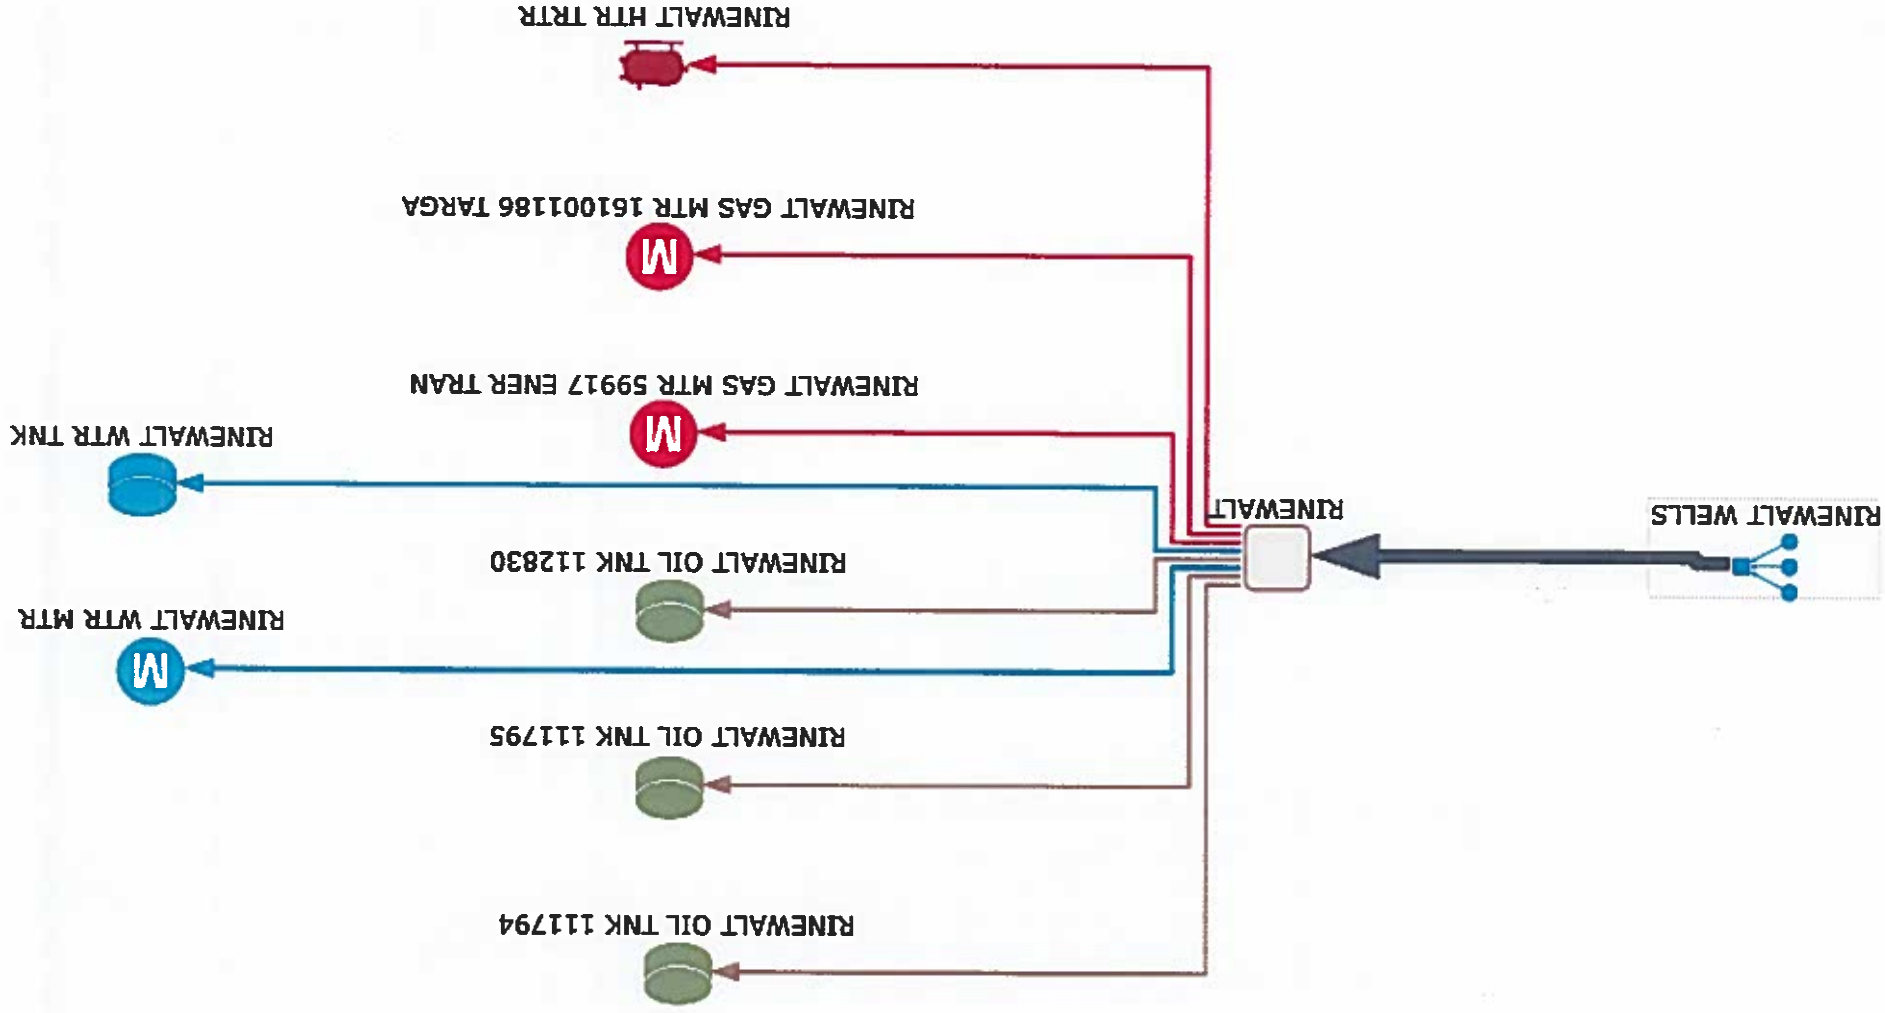 RINEWALT OIL TNK 111794
RINEWALT OIL TNK 111795
M
RINEWALT WTR MTR
RINEWALT OIL TNK 112830
RINEWALT WELLS
RINEWALT
RINEWALT WTR TNK
M
RINEWALT GAS MTR 59917 ENER TRAN
M
RINEWALT GAS MTR 161001186 TARGA
RINEWALT HTR TRTR